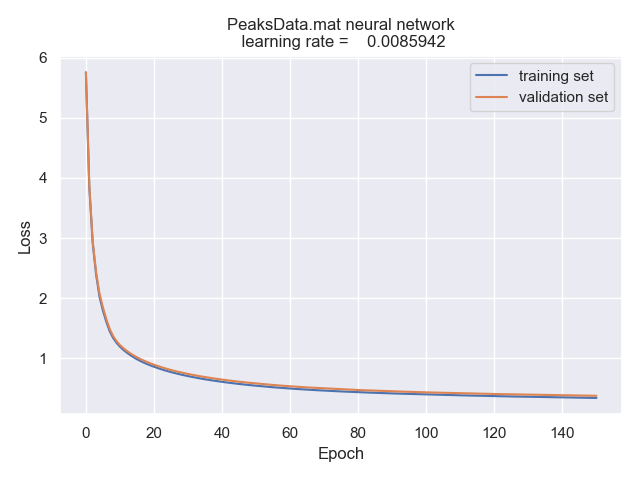 PeaksData.mat neural network
learning rate =    0.0085942
training set
validation set
Loss
6
5
4
3
2
1
0 20 40 60 80 100 120 140
Epoch